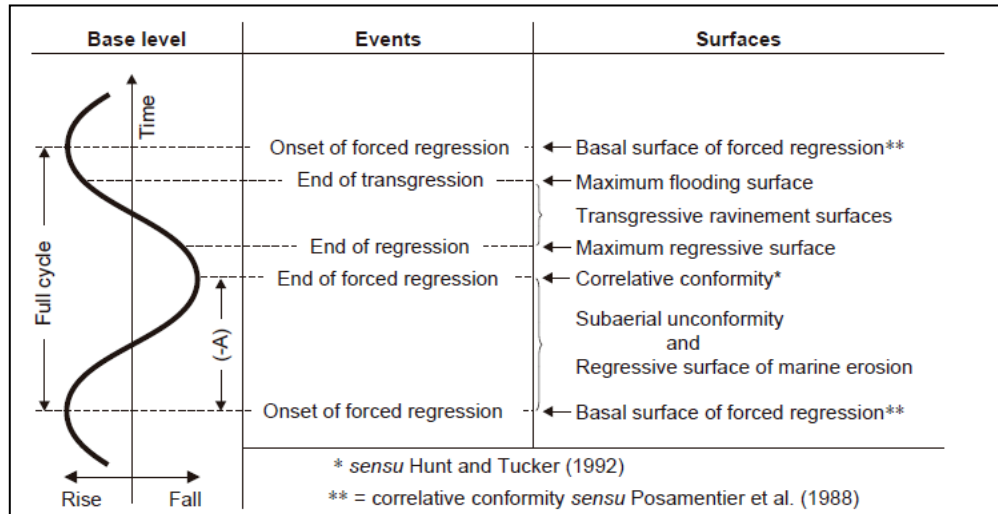 Base level
Events
Surfaces
Time
Onset of forced regression
Basal surface of forced regression**
End of transgression
Maximum flooding surface
Transgressive ravinement surfaces
End of regression
Maximum regressive surface
End of forced regression
Correlative conformity*
Full cycle
(-A)
Subaerial unconformity
and
Regressive surface of marine erosion
Onset of forced regression
Basal surface of forced regression**
Rise
Fall
* sensu Hunt and Tucker (1992)
** = correlative conformity sensu Posamentier et al. (1988)